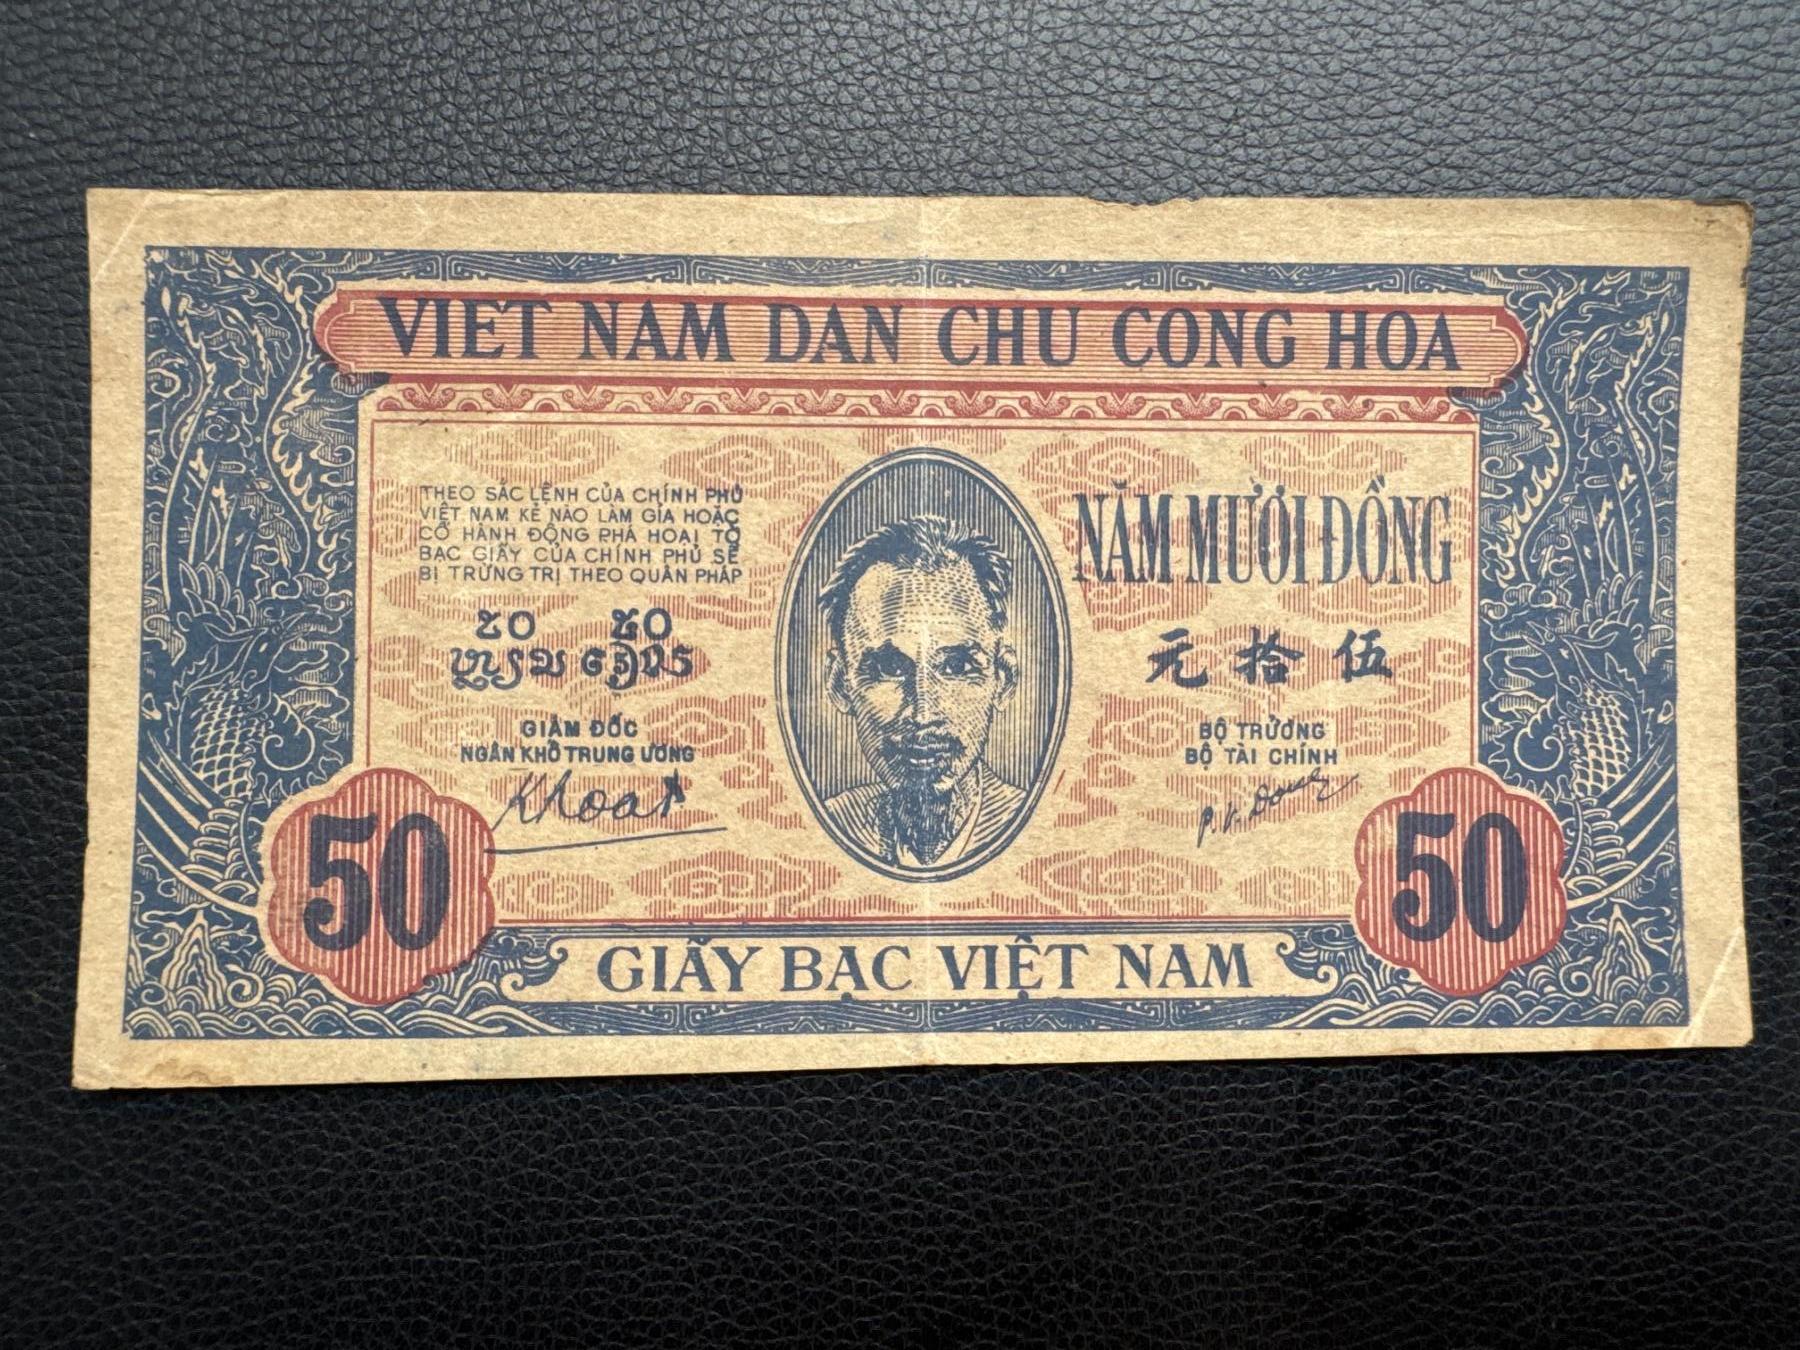 VIET NAM DAN CHU CONG HOA
THEO SẮC LỆNH CỦA CHÍNH PHỦ
VIỆT NAM KẺ NÀO LÀM GIẢ HOẶC
CÓ HÀNH ĐỘNG PHÁ HOẠI TỜ
BẠC GIẤY CỦA CHÍNH PHỦ SẼ
BỊ TRỪNG TRỊ THEO QUÂN PHÁP
NĂM MƯƠI ĐỒNG
元拾伍
GIÁM ĐỐC
NGÂN KHỐ TRUNG ƯƠNG
BỘ TRƯỞNG
BỘ TÀI CHÍNH
50
50
GIẤY BẠC VIỆT NAM